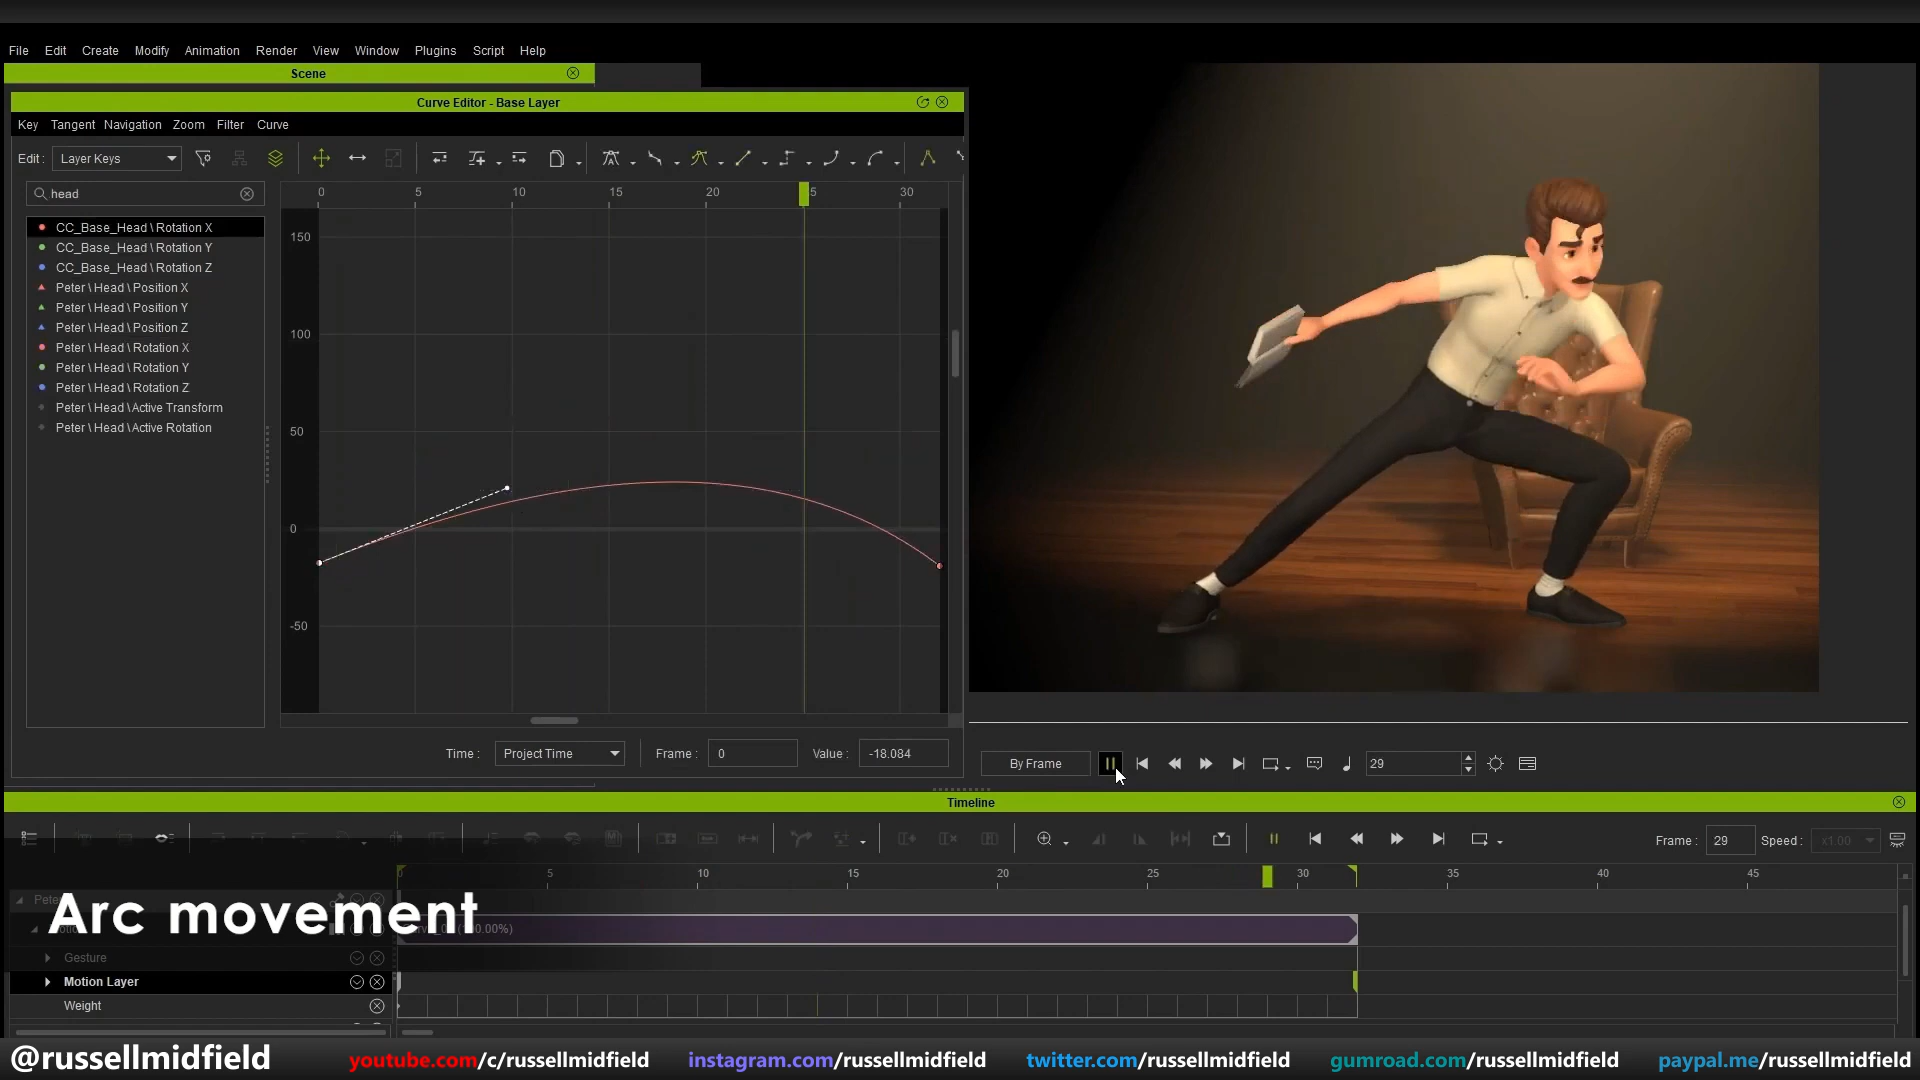 File Edit Create Modify Animation Render View Window Plugins Script Help
Scene
Curve Editor - Base Layer
Key Tangent Navigation Zoom Filter Curve
Edit : Layer Keys
head
0 5 10 15 20 5 30
CC_Base_Head \ Rotation X
CC_Base_Head \ Rotation Y
CC_Base_Head \ Rotation Z
Peter \ Head \ Position X
Peter \ Head \ Position Y
Peter \ Head \ Position Z
Peter \ Head \ Rotation X
Peter \ Head \ Rotation Y
Peter \ Head \ Rotation Z
Peter \ Head \ Active Transform
Peter \ Head \ Active Rotation
150
100
50
0
-50
Time : Project Time Frame : 0 Value : -18.084
By Frame 29
Timeline
Frame : 29 Speed : x1.00
5 10 15 20 25 30 35 40 45
Arc movement
Gesture
Motion Layer
Weight
@russellmidfield youtube.com/c/russellmidfield instagram.com/russellmidfield twitter.com/russellmidfield gumroad.com/russellmidfield paypal.me/russellmidfield